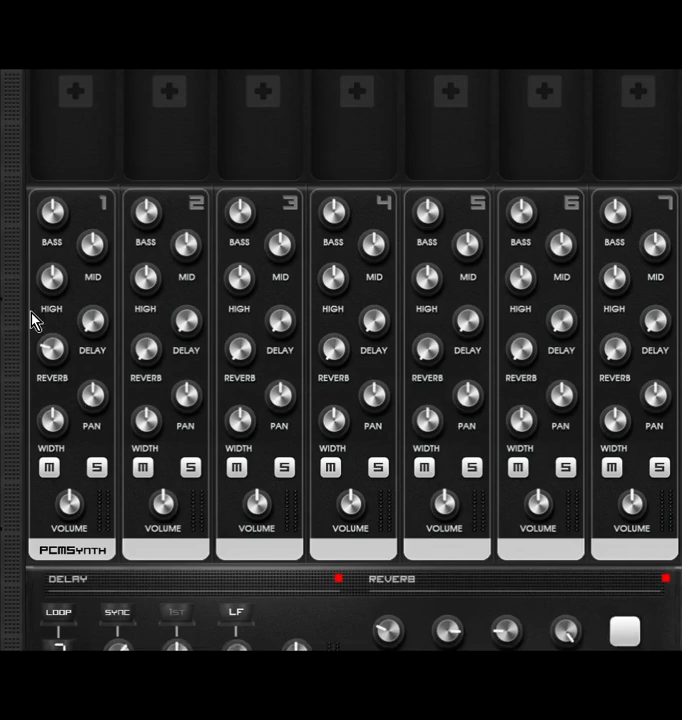 1 2 3 4 5 6 7
BASS BASS BASS BASS BASS BASS BASS
MID MID MID MID MID MID MID
HIGH HIGH HIGH HIGH HIGH HIGH HIGH
DELAY DELAY DELAY DELAY DELAY DELAY DELAY
REVERB REVERB REVERB REVERB REVERB REVERB REVERB
PAN PAN PAN PAN PAN PAN PAN
WIDTH WIDTH WIDTH WIDTH WIDTH WIDTH WIDTH
M S M S M S M S M S M S M S
VOLUME VOLUME VOLUME VOLUME VOLUME VOLUME VOLUME
PCMSYNTH
DELAY REVERB
LOOP SYNC 1ST LF